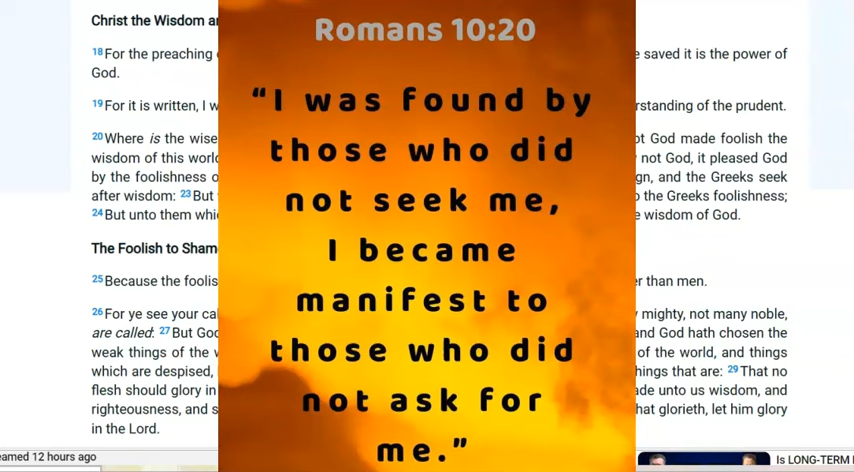 Christ the Wisdom
18For the preaching
e saved it is the power of
God.
19For it is written, I w
rstanding of the prudent.
20Where is the wise
ot God made foolish the
wisdom of this worl
not God, it pleased God
by the foolishness o
gn, and the Greeks seek
after wisdom: 23But
the Greeks foolishness;
24But unto them whi
e wisdom of God.
The Foolish to Sham
25Because the foolis
er than men.
26For ye see your cal
mighty, not many noble,
are called: 27But Go
and God hath chosen the
weak things of the
of the world, and things
which are despised,
hings that are: 29That no
flesh should glory in
de unto us wisdom, and
righteousness, and s
hat glorieth, let him glory
in the Lord.
Romans 10:20
“I was found by
those who did
not seek me,
I became
manifest to
those who did
not ask for
me.”
eamed 12 hours ago
Is LONG-TERM